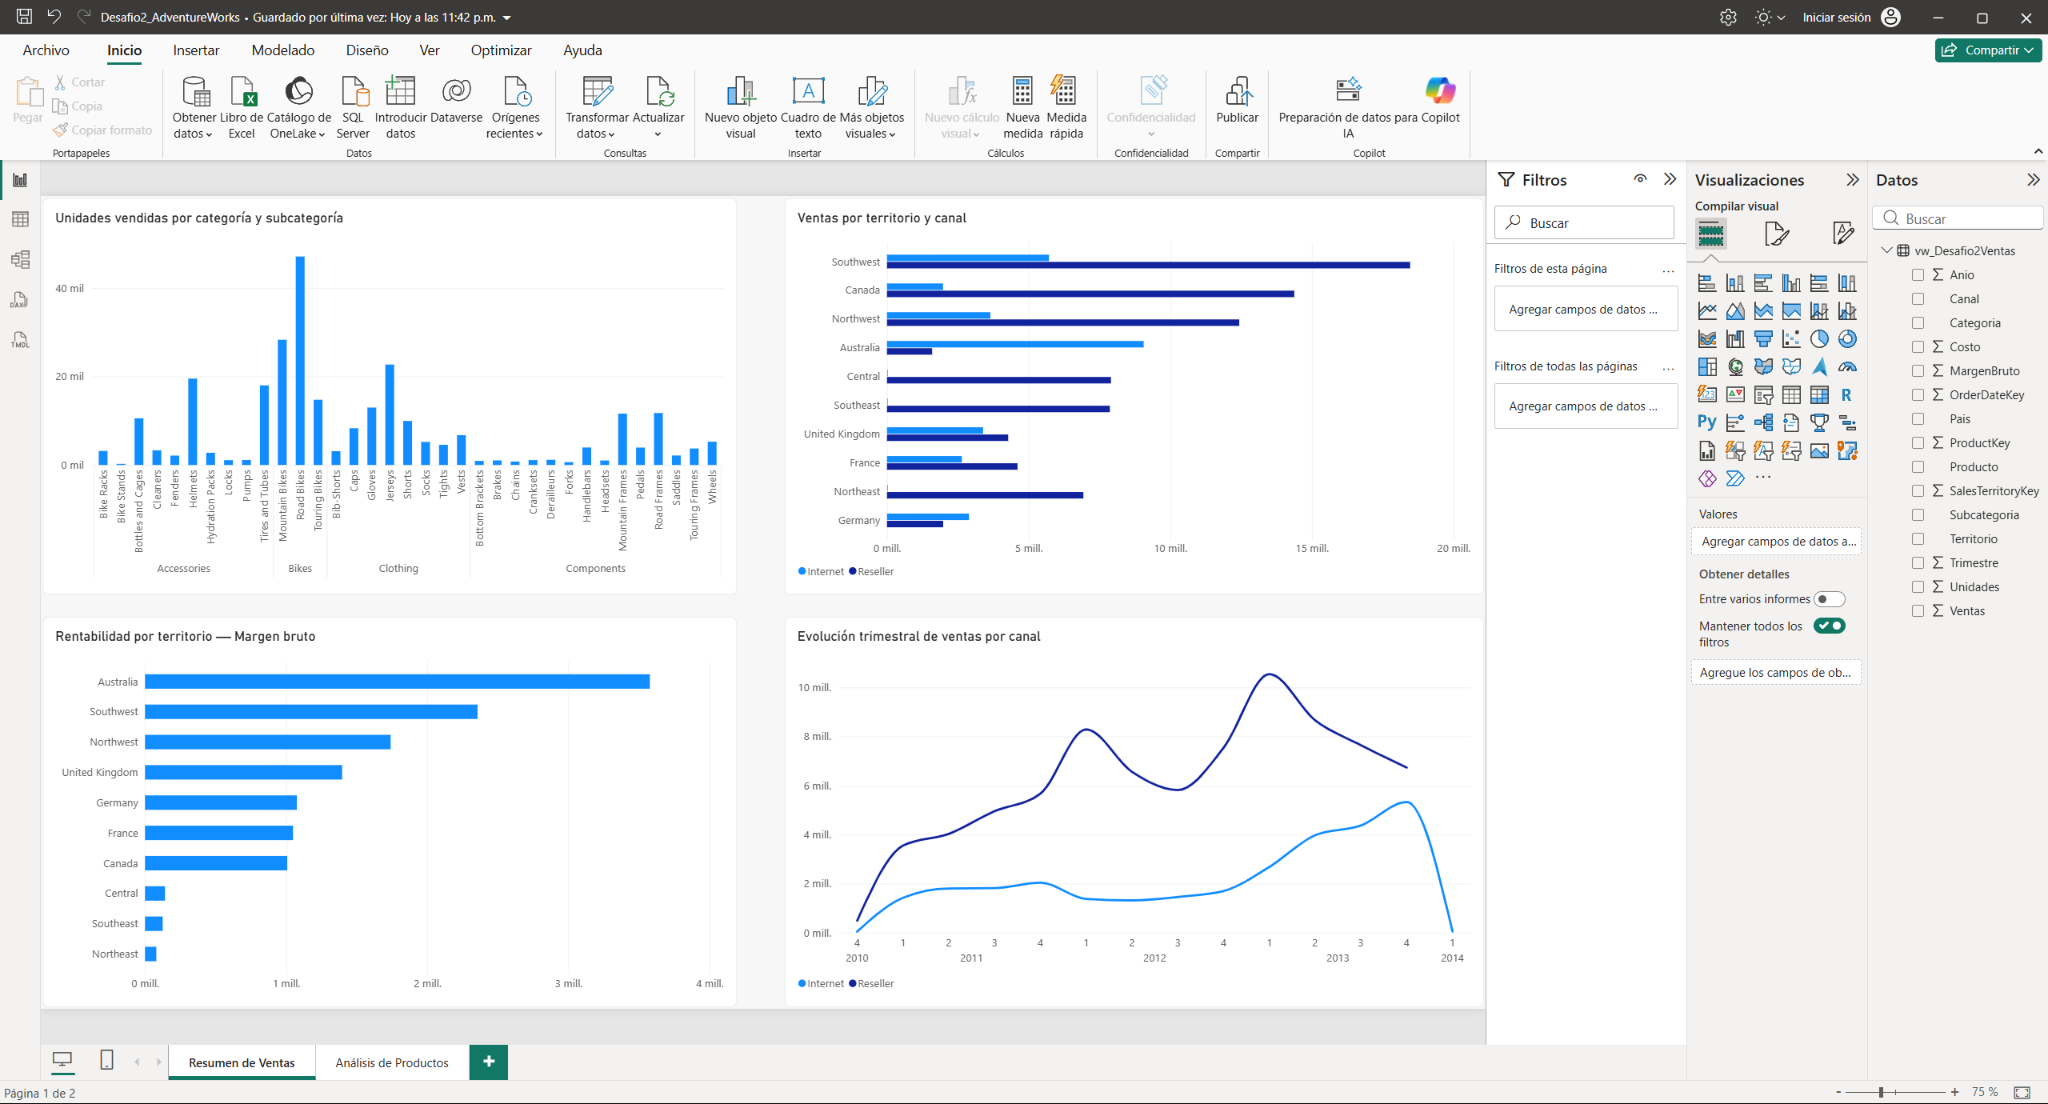 Desafio2_AdventureWorks • Guardado por última vez: Hoy a las 11:42 p.m.
Iniciar sesión
Archivo
Inicio
Insertar
Modelado
Diseño
Ver
Optimizar
Ayuda
Compartir
Pegar
Cortar
Copia
Copiar formato
Portapapeles
Obtener datos
Libro de Excel
Catálogo de OneLake
SQL Server
Introducir datos
Dataverse
Orígenes recientes
Datos
Transformar datos
Actualizar
Consultas
Nuevo objeto visual
Cuadro de texto
Más objetos visuales
Insertar
Nuevo cálculo visual
Nueva medida
Medida rápida
Cálculos
Confidencialidad
Confidencialidad
Publicar
Compartir
Preparación de datos para IA
Copilot
Copilot
Unidades vendidas por categoría y subcategoría
40 mil
20 mil
0 mil
Bike Racks
Bike Stands
Bottles and Cages
Cleaners
Fenders
Helmets
Hydration Packs
Locks
Pumps
Tires and Tubes
Mountain Bikes
Road Bikes
Touring Bikes
Bib-Shorts
Caps
Gloves
Jerseys
Shorts
Socks
Tights
Vests
Bottom Brackets
Brakes
Chains
Cranksets
Derailleurs
Forks
Handlebars
Headsets
Mountain Frames
Pedals
Road Frames
Saddles
Touring Frames
Wheels
Accessories
Bikes
Clothing
Components
Ventas por territorio y canal
Southwest
Canada
Northwest
Australia
Central
Southeast
United Kingdom
France
Northeast
Germany
0 mill.
5 mill.
10 mill.
15 mill.
20 mill.
Internet
Reseller
Rentabilidad por territorio — Margen bruto
Australia
Southwest
Northwest
United Kingdom
Germany
France
Canada
Central
Southeast
Northeast
0 mill.
1 mill.
2 mill.
3 mill.
4 mill.
Evolución trimestral de ventas por canal
10 mill.
8 mill.
6 mill.
4 mill.
2 mill.
0 mill.
4 1 2 3 4 1 2 3 4 1 2 3 4 1
2010 2011 2012 2013 2014
Internet
Reseller
Filtros
Buscar
Filtros de esta página ...
Agregar campos de datos ...
Filtros de todas las páginas ...
Agregar campos de datos ...
Visualizaciones
Compilar visual
123
R
Py
...
Valores
Agregar campos de datos a...
Obtener detalles
Entre varios informes
Mantener todos los
filtros
Agregue los campos de ob...
Datos
Buscar
vw_Desafio2Ventas
Σ Anio
Canal
Categoria
Σ Costo
Σ MargenBruto
Σ OrderDateKey
Pais
Σ ProductKey
Producto
Σ SalesTerritoryKey
Subcategoria
Territorio
Σ Trimestre
Σ Unidades
Σ Ventas
DAX
TMDL
Resumen de Ventas
Análisis de Productos
+
Página 1 de 2
- + 75 %